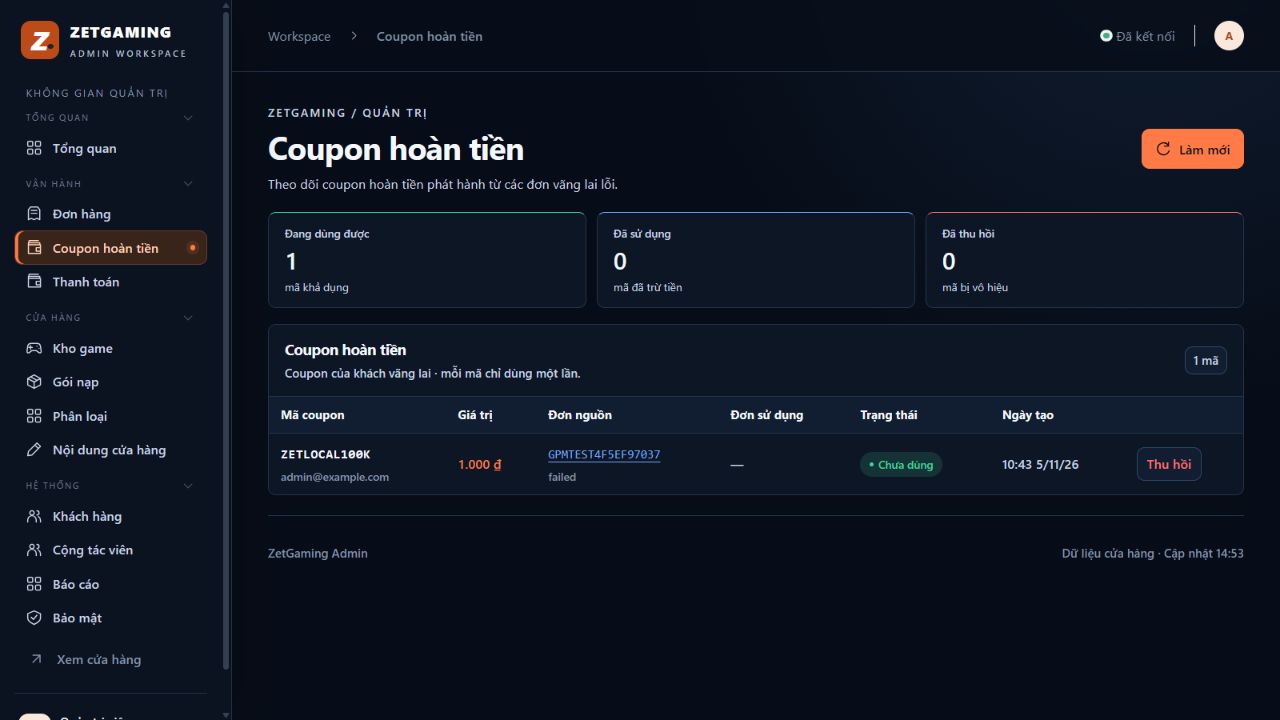 ZETGAMING
ADMIN WORKSPACE
KHÔNG GIAN QUẢN TRỊ
TỔNG QUAN
Tổng quan
VẬN HÀNH
Đơn hàng
Coupon hoàn tiền
Thanh toán
CỬA HÀNG
Kho game
Gói nạp
Phân loại
Nội dung cửa hàng
HỆ THỐNG
Khách hàng
Cộng tác viên
Báo cáo
Bảo mật
Xem cửa hàng
Workspace > Coupon hoàn tiền
Đã kết nối
A
ZETGAMING / QUẢN TRỊ
Coupon hoàn tiền
Làm mới
Theo dõi coupon hoàn tiền phát hành từ các đơn vãng lai lỗi.
Đang dùng được
1
mã khả dụng
Đã sử dụng
0
mã đã trừ tiền
Đã thu hồi
0
mã bị vô hiệu
Coupon hoàn tiền
Coupon của khách vãng lai · mỗi mã chỉ dùng một lần.
1 mã
Mã coupon Giá trị Đơn nguồn Đơn sử dụng Trạng thái Ngày tạo
ZETLOCAL100K
admin@example.com
1.000 ₫
GPMTEST4F5EF97037
failed
—
Chưa dùng
10:43 5/11/26
Thu hồi
ZetGaming Admin
Dữ liệu cửa hàng · Cập nhật 14:53